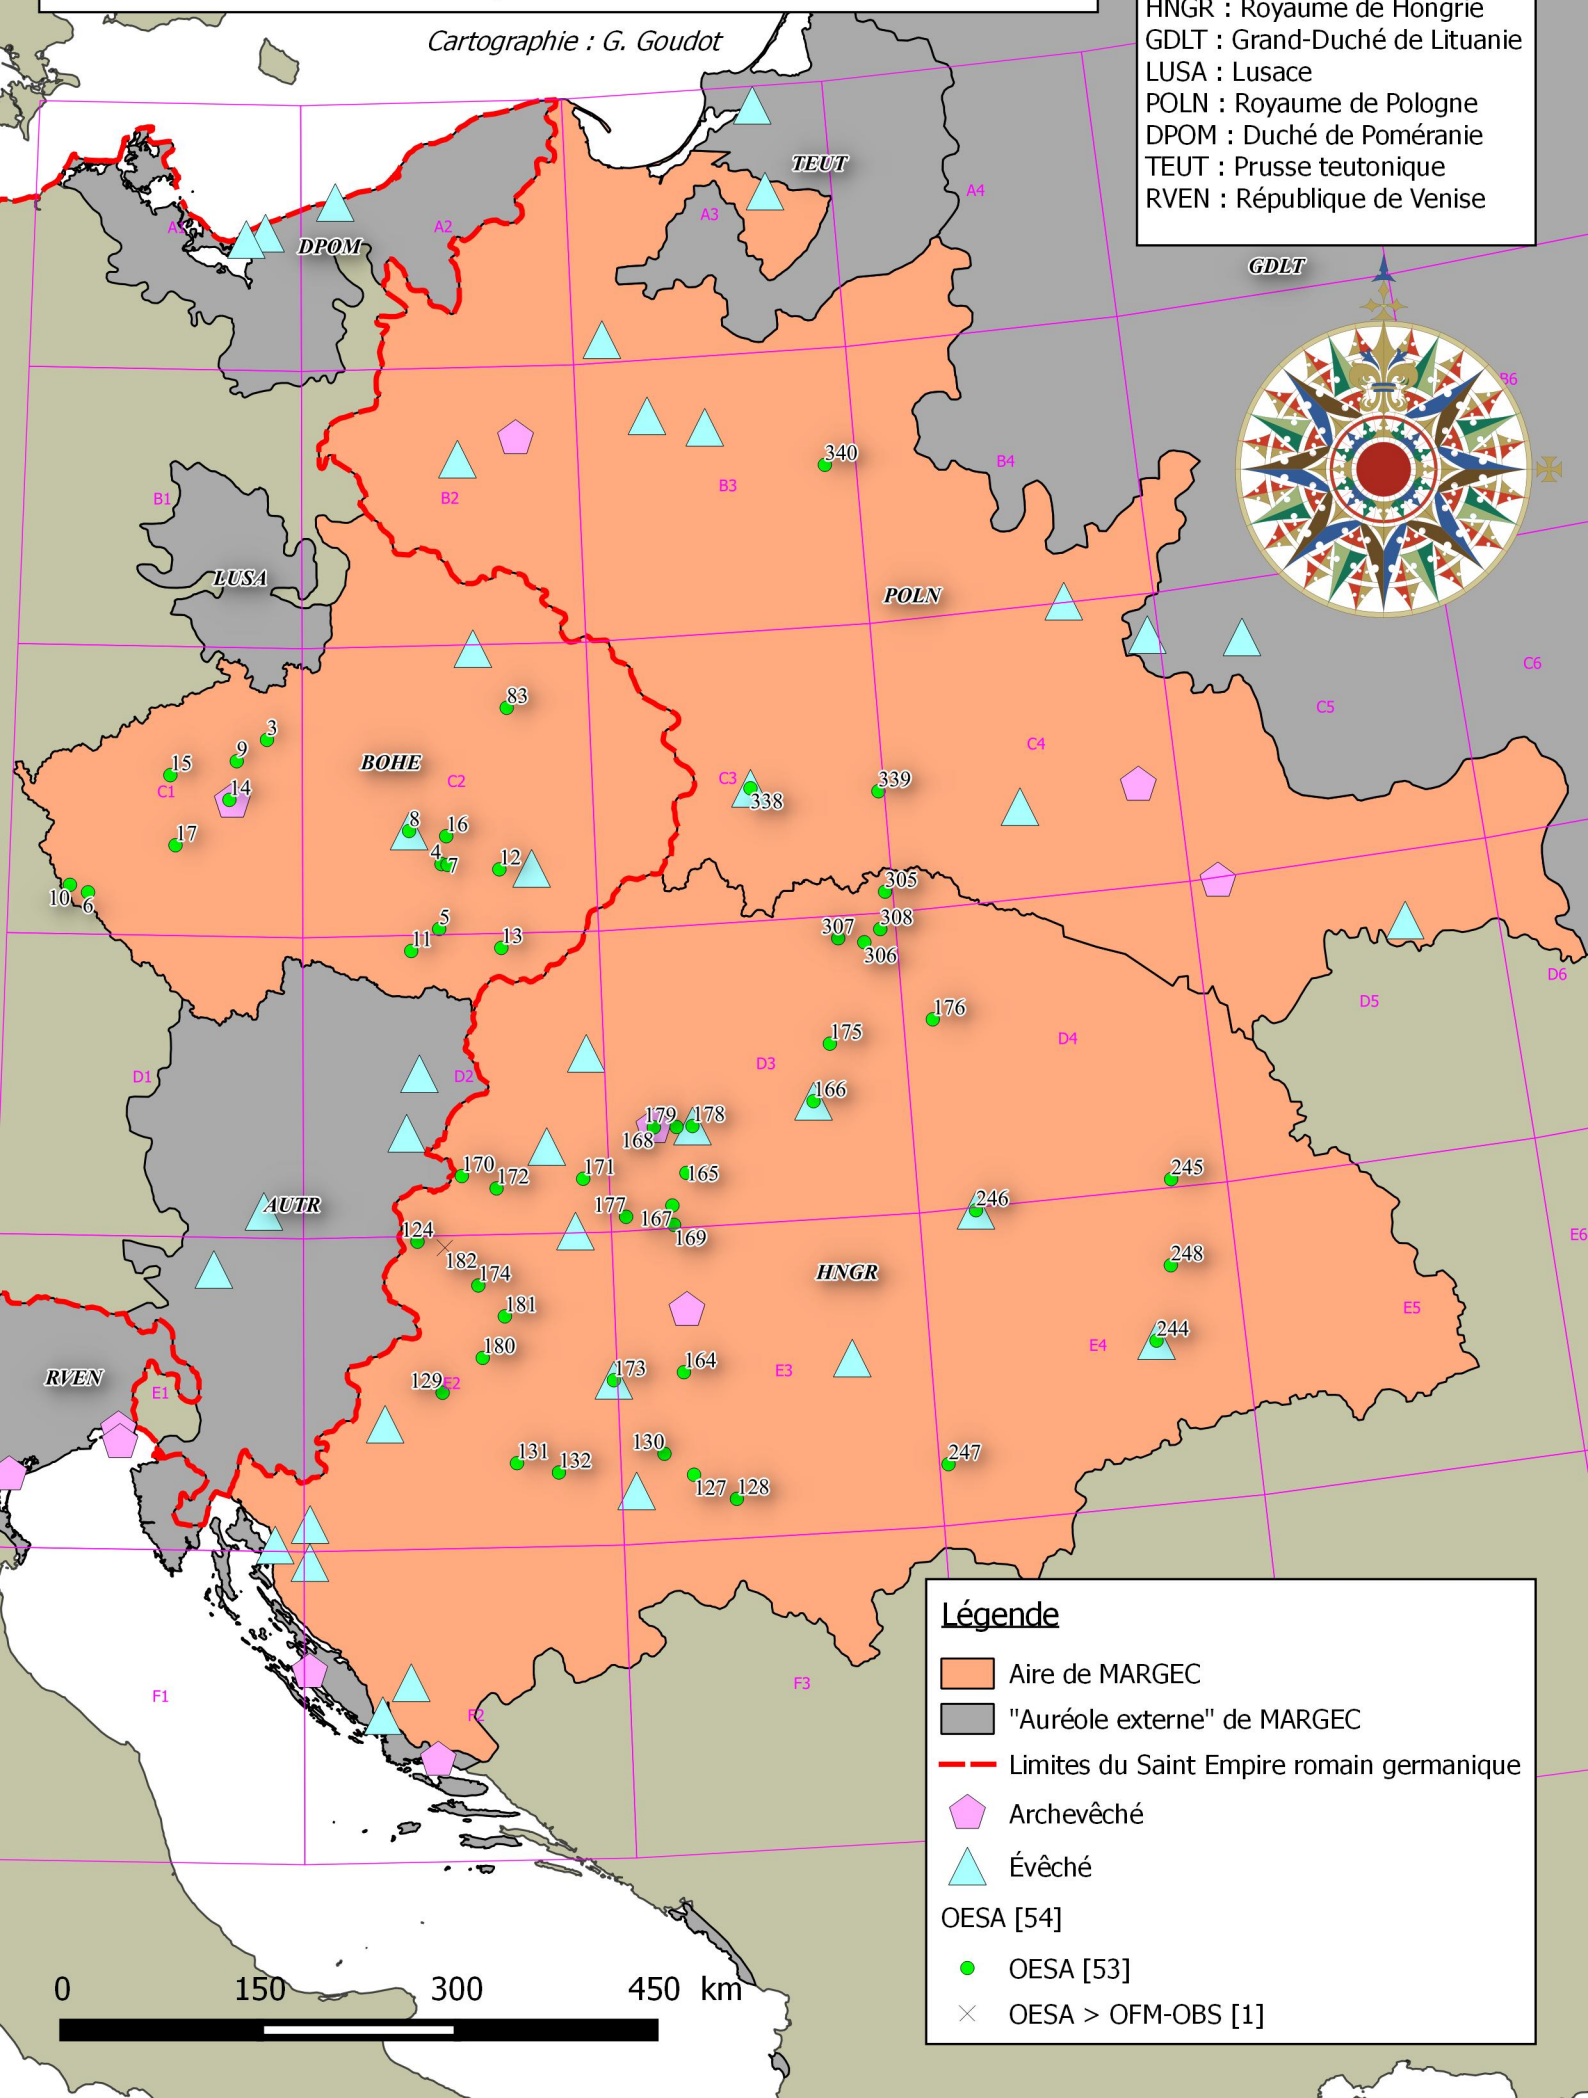 HNGR : Royaume de Hongrie
GDLT : Grand-Duché de Lituanie
LUSA : Lusace
POLN : Royaume de Pologne
DPOM : Duché de Poméranie
TEUT : Prusse teutonique
RVEN : République de Venise
Cartographie : G. Goudot
TEUT
A4
A3
A1
A2
DPOM
GDLT
B6
340
B4
B3
B2
B1
LUSA
POLN
C6
83
C5
3
C4
9
BOHE
15
C3
C2
339
C1
14
338
8
16
17
4
7
12
305
10
6
5
308
307
11
13
306
D6
D5
176
175
D4
D3
D1
D2
166
179
178
168
170
171
172
165
245
246
AUTR
177
167
124
169
E6
182
248
174
HNGR
181
E5
244
180
E4
173
164
E3
RVEN
129
E2
E1
130
131
132
247
127
128
F3
F1
F2
Légende
Aire de MARGEC
"Auréole externe" de MARGEC
Limites du Saint Empire romain germanique
Archevêché
Évêché
OESA [54]
OESA [53]
OESA > OFM-OBS [1]
0 150 300 450 km